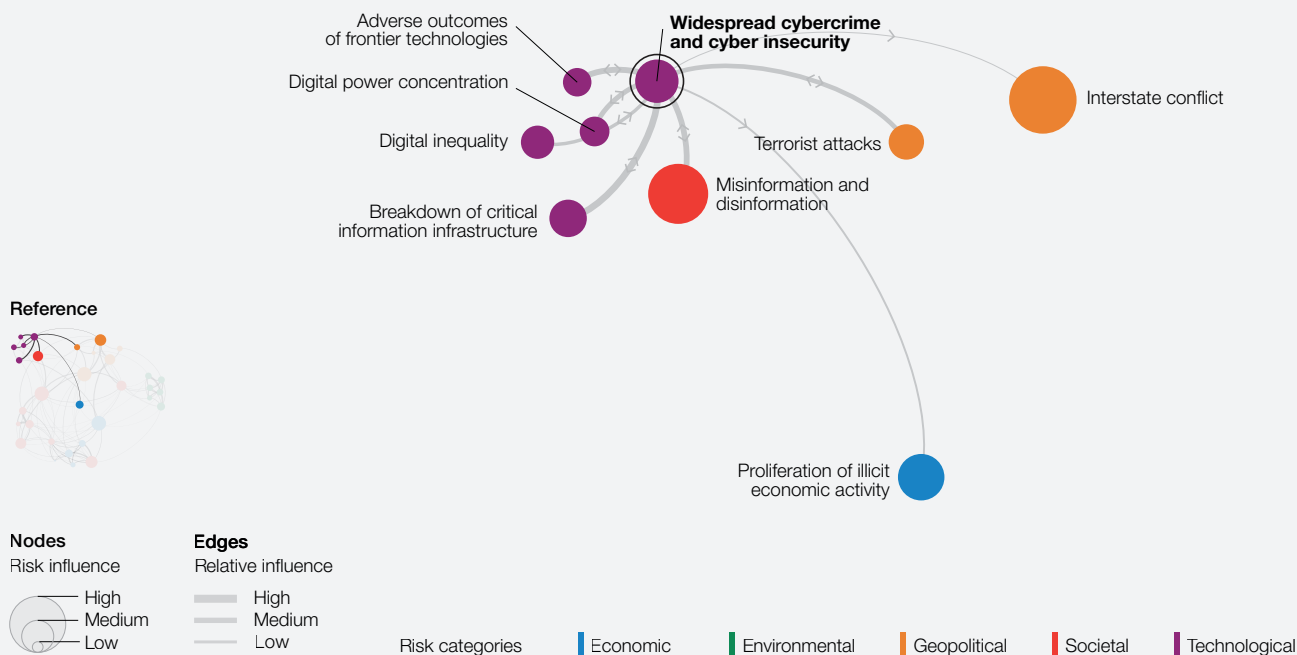 Adverse outcomes
of frontier technologies
Widespread cybercrime
and cyber insecurity
Digital power concentration
Interstate conflict
Digital inequality
Terrorist attacks
Misinformation and
disinformation
Breakdown of critical
information infrastructure
Reference
Proliferation of illicit
economic activity
Nodes
Risk influence
High
Medium
Low
Edges
Relative influence
High
Medium
Low
Risk categories
Economic
Environmental
Geopolitical
Societal
Technological